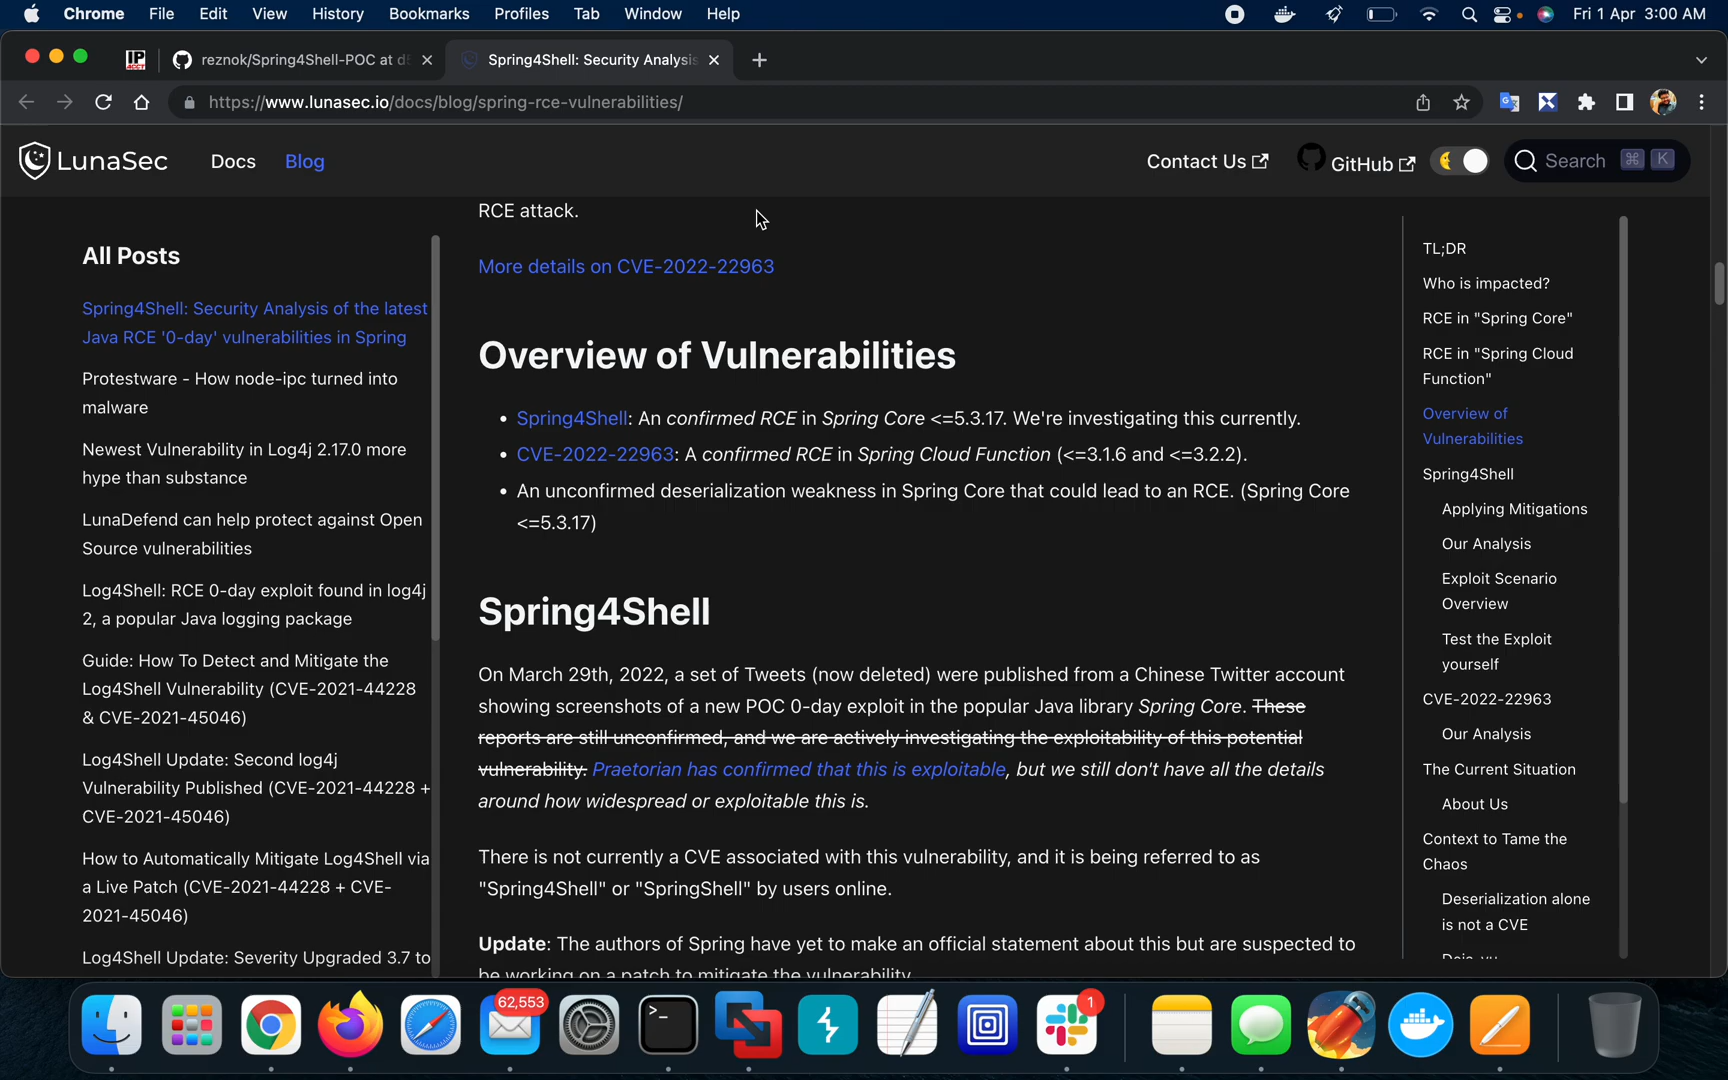 Chrome File Edit View History Bookmarks Profiles Tab Window Help Fri 1 Apr 3:00 AM
reznok/Spring4Shell-POC at d Spring4Shell: Security Analysis
https://www.lunasec.io/docs/blog/spring-rce-vulnerabilities/
LunaSec Docs Blog Contact Us GitHub Search ⌘ K
All Posts
Spring4Shell: Security Analysis of the latest
Java RCE '0-day' vulnerabilities in Spring
Protestware - How node-ipc turned into
malware
Newest Vulnerability in Log4j 2.17.0 more
hype than substance
LunaDefend can help protect against Open
Source vulnerabilities
Log4Shell: RCE 0-day exploit found in log4j
2, a popular Java logging package
Guide: How To Detect and Mitigate the
Log4Shell Vulnerability (CVE-2021-44228
& CVE-2021-45046)
Log4Shell Update: Second log4j
Vulnerability Published (CVE-2021-44228 +
CVE-2021-45046)
How to Automatically Mitigate Log4Shell via
a Live Patch (CVE-2021-44228 + CVE-
2021-45046)
Log4Shell Update: Severity Upgraded 3.7 to
RCE attack.
More details on CVE-2022-22963
Overview of Vulnerabilities
• Spring4Shell: An confirmed RCE in Spring Core <=5.3.17. We're investigating this currently.
• CVE-2022-22963: A confirmed RCE in Spring Cloud Function (<=3.1.6 and <=3.2.2).
• An unconfirmed deserialization weakness in Spring Core that could lead to an RCE. (Spring Core
<=5.3.17)
Spring4Shell
On March 29th, 2022, a set of Tweets (now deleted) were published from a Chinese Twitter account
showing screenshots of a new POC 0-day exploit in the popular Java library Spring Core. These
reports are still unconfirmed, and we are actively investigating the exploitability of this potential
vulnerability. Praetorian has confirmed that this is exploitable, but we still don't have all the details
around how widespread or exploitable this is.
There is not currently a CVE associated with this vulnerability, and it is being referred to as
"Spring4Shell" or "SpringShell" by users online.
Update: The authors of Spring have yet to make an official statement about this but are suspected to
be working on a patch to mitigate the vulnerability
TL;DR
Who is impacted?
RCE in "Spring Core"
RCE in "Spring Cloud
Function"
Overview of
Vulnerabilities
Spring4Shell
Applying Mitigations
Our Analysis
Exploit Scenario
Overview
Test the Exploit
yourself
CVE-2022-22963
Our Analysis
The Current Situation
About Us
Context to Tame the
Chaos
Deserialization alone
is not a CVE
62,553
1